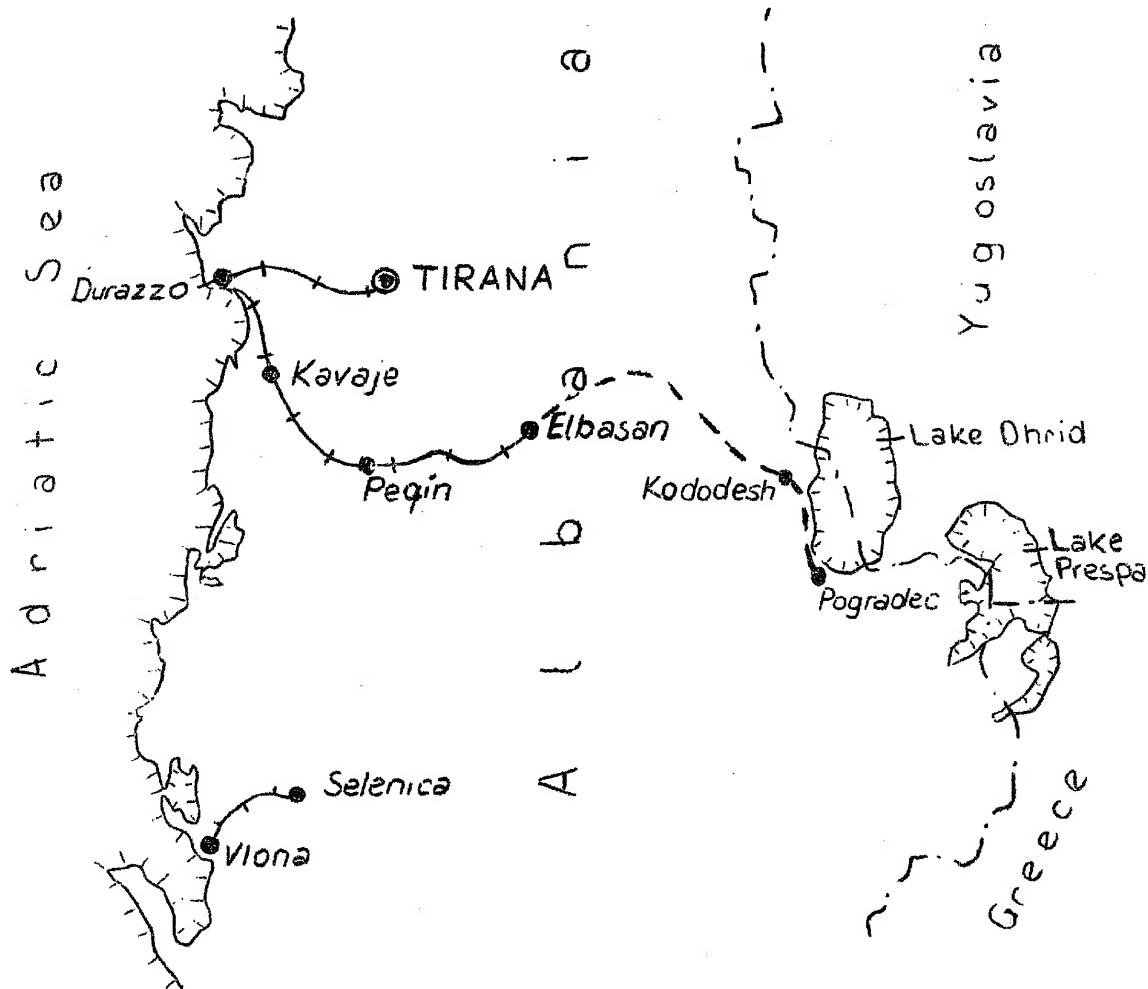 Adriatic Sea
Albania
Yugoslavia
Durazzo
TIRANA
Kavaje
Elbasan
Peqin
Lake Ohrid
Kododesh
Lake
Prespa
Pogradec
Selenica
Vlona
Greece